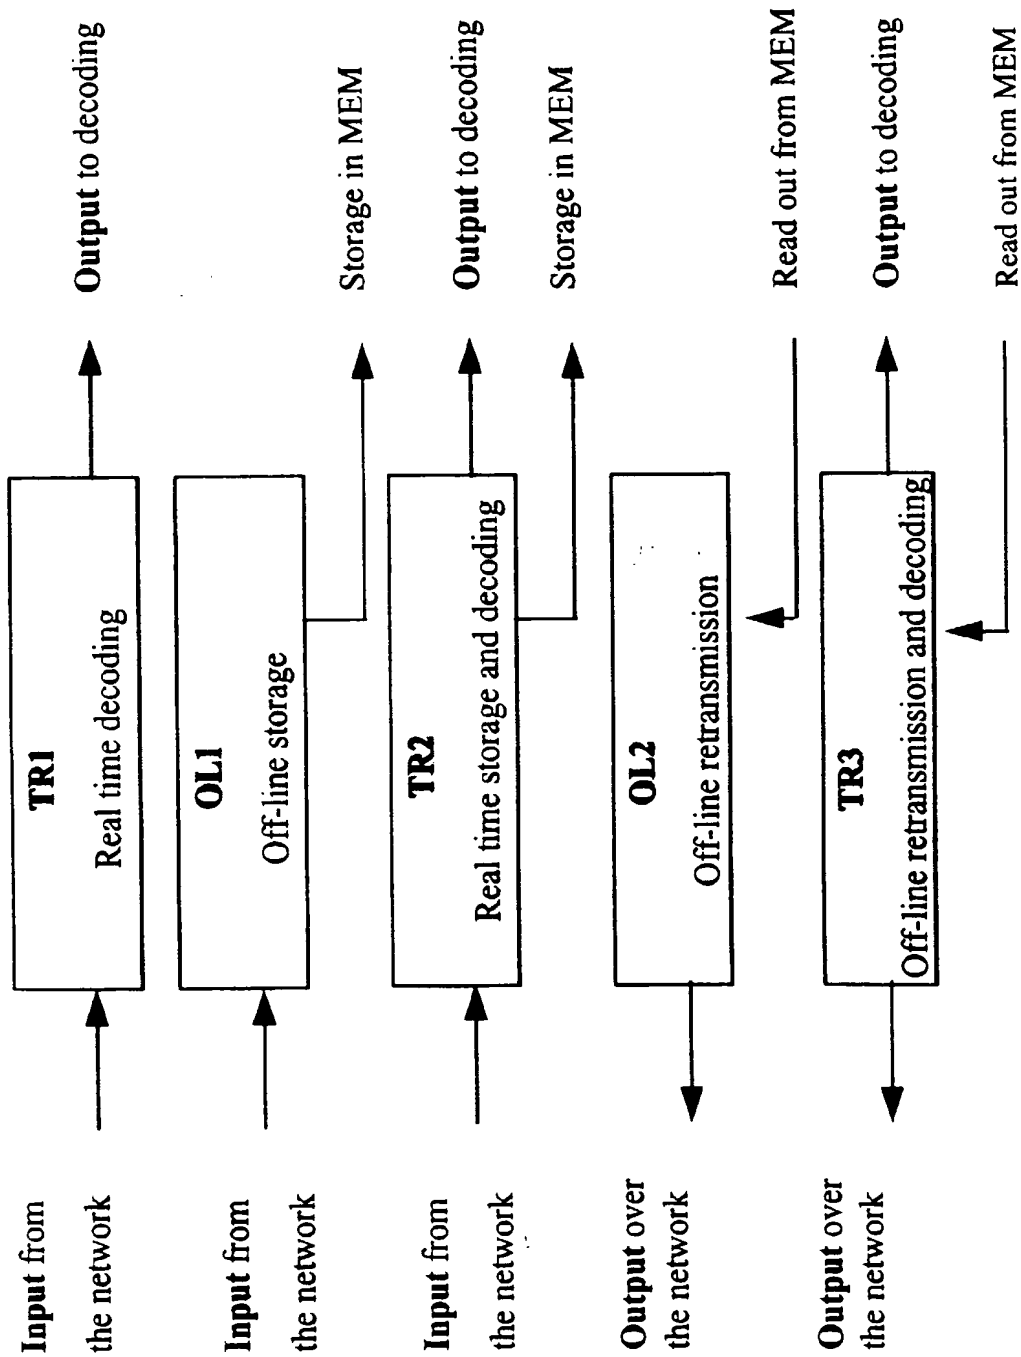 Input from
the network
TR1
Real time decoding
Output to decoding
Input from
the network
OL1
Off-line storage
Storage in MEM
Input from
the network
TR2
Real time storage and decoding
Output to decoding
Storage in MEM
Output over
the network
OL2
Off-line retransmission
Read out from MEM
Output over
the network
TR3
Off-line retransmission and decoding
Output to decoding
Read out from MEM